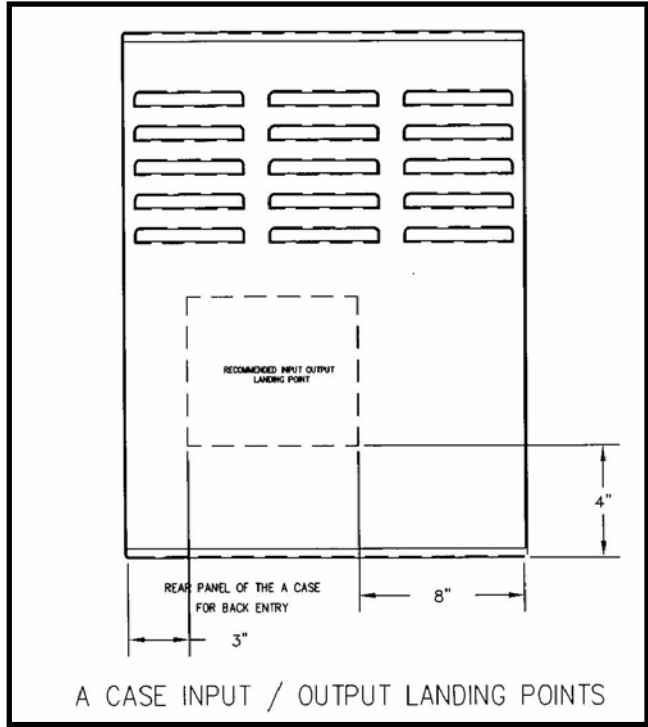 RECOMMENDED INPUT OUTPUT
LANDING POINT
4"
REAR PANEL OF THE A CASE
FOR BACK ENTRY
8"
3"
A CASE INPUT / OUTPUT LANDING POINTS